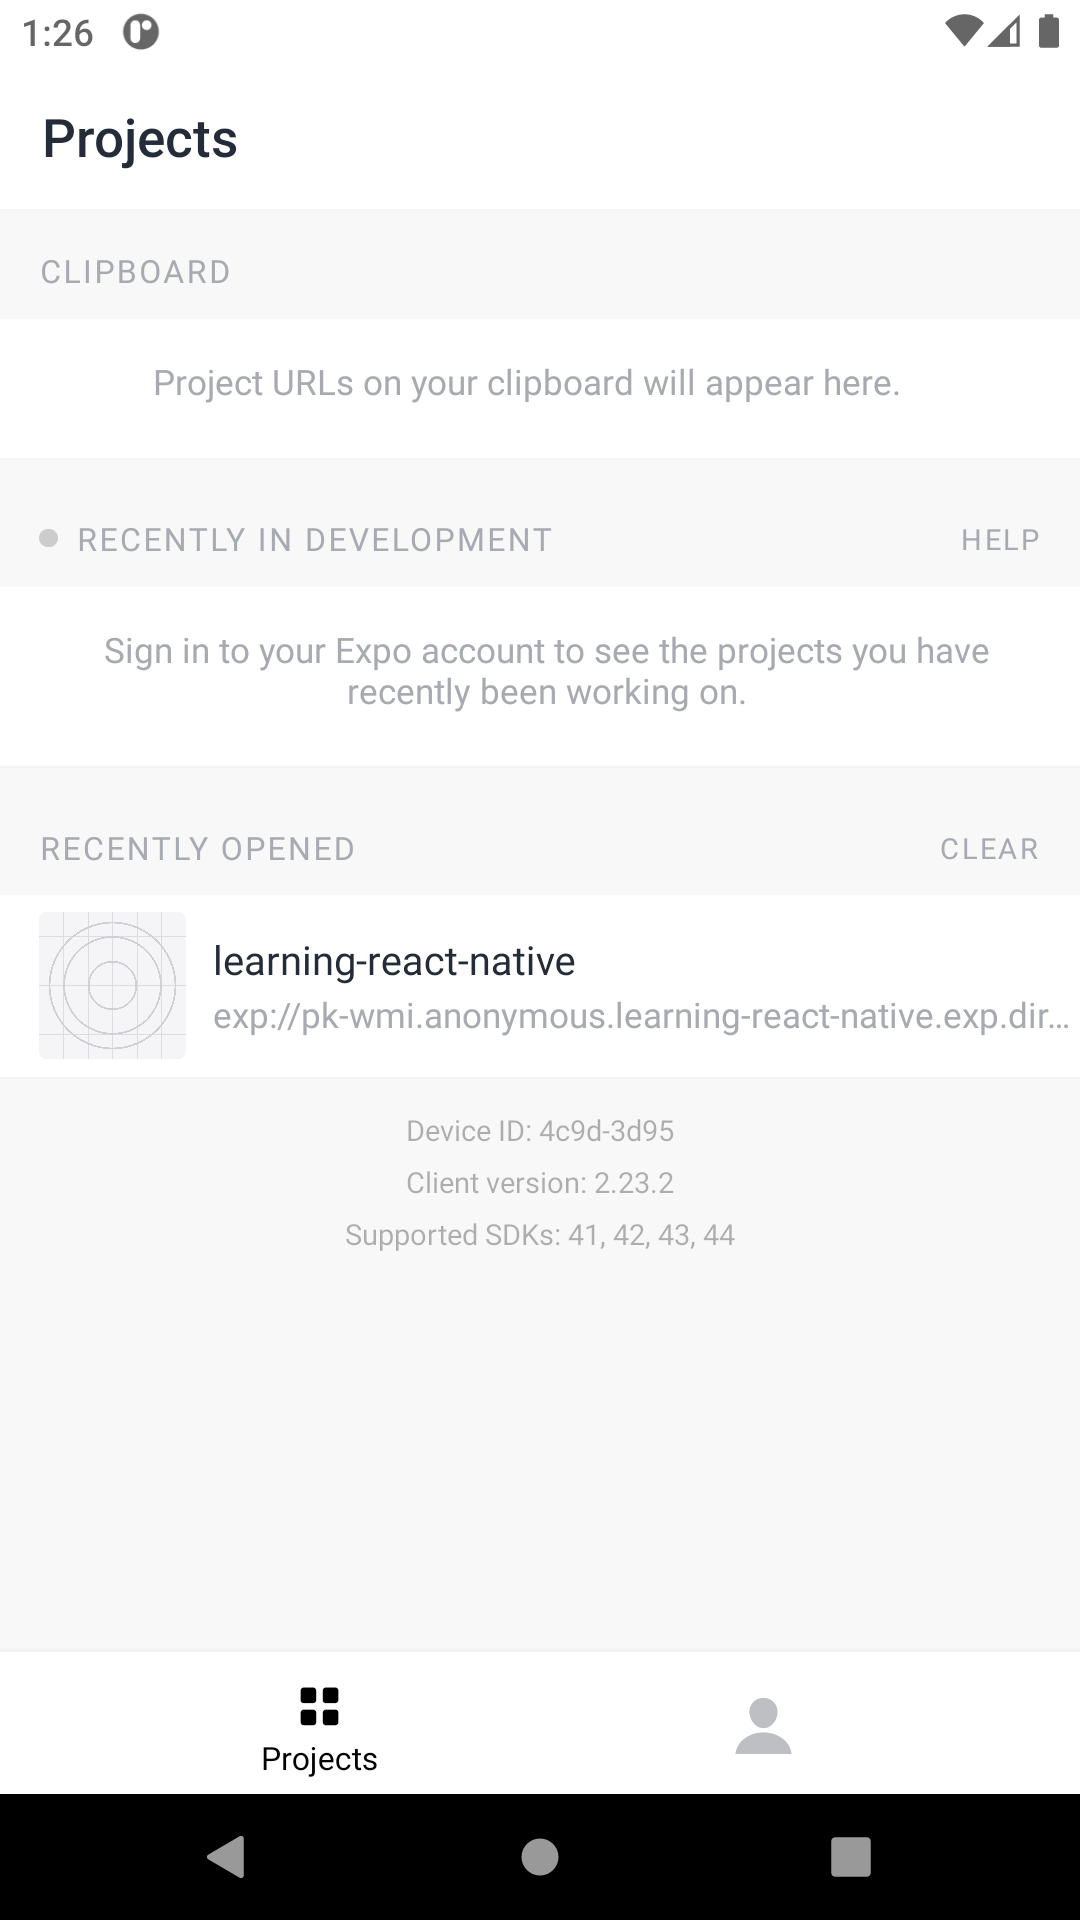 1:26
Projects
CLIPBOARD
Project URLs on your clipboard will appear here.
RECENTLY IN DEVELOPMENT HELP
Sign in to your Expo account to see the projects you have
recently been working on.
RECENTLY OPENED CLEAR
learning-react-native
exp://pk-wmi.anonymous.learning-react-native.exp.dir...
Device ID: 4c9d-3d95
Client version: 2.23.2
Supported SDKs: 41, 42, 43, 44
Projects